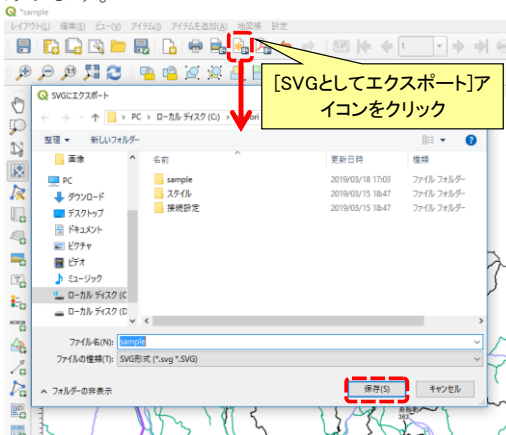 *sample
レイアウト(L) 編集(E) ビュー(V) アイテム(I) アイテムを追加(A) 地図帳 設定
1
[SVGとしてエクスポート]ア
イコンをクリック
SVGにエクスポート
PC › ローカル ディスク (C:) ›
整理 新しいフォルダー
名前 更新日時 種類
画像
PC
ダウンロード
デスクトップ
ドキュメント
ピクチャ
ビデオ
ミュージック
ローカル ディスク (C
ローカル ディスク (D
sample 2019/03/18 17:03 ファイル フォルダー
スタイル 2019/03/15 18:47 ファイル フォルダー
接続設定 2019/03/15 18:47 ファイル フォルダー
ファイル名(N): sample
ファイルの種類(T): SVG形式 (*.svg *.SVG)
フォルダーの非表示 保存(S) キャンセル